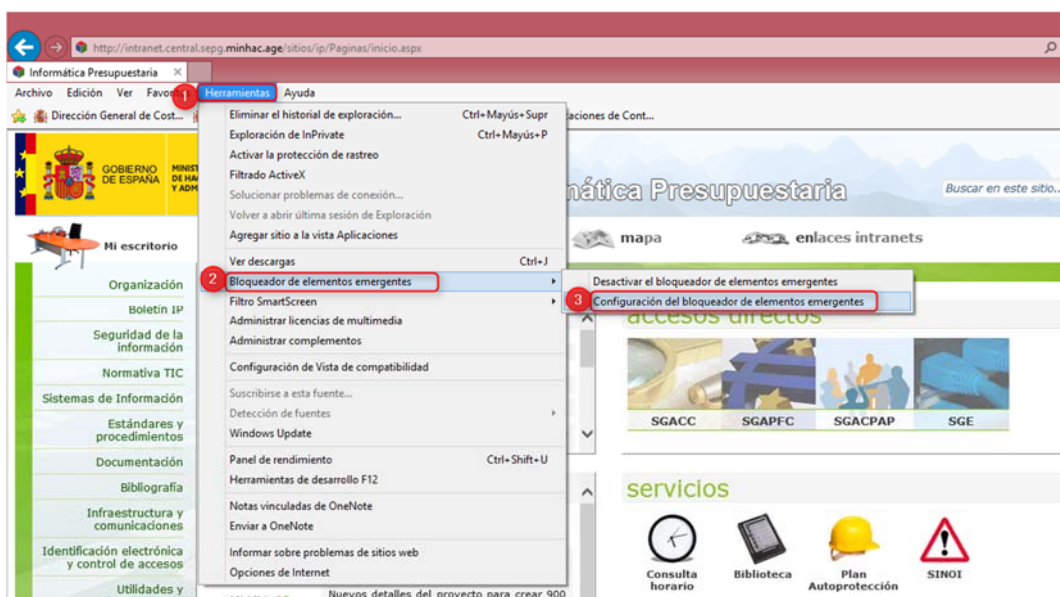 http://intranet.central.sepg.minhac.age/sitios/ip/Paginas/inicio.aspx
Informática Presupuestaria
Archivo Edición Ver Herramientas Ayuda
1
Dirección General de Cost... de Cont...
Eliminar el historial de exploración... Ctrl+Mayús+Supr
Exploración de InPrivate Ctrl+Mayús+P
Activar la protección de rastreo
Filtrado ActiveX
Solucionar problemas de conexión...
Volver a abrir última sesión de Exploración
Agregar sitio a la vista Aplicaciones
Ver descargas Ctrl+J
2 Bloqueador de elementos emergentes
Filtro SmartScreen
Administrar licencias de multimedia
Administrar complementos
Configuración de Vista de compatibilidad
Suscribirse a esta fuente...
Detección de fuentes
Windows Update
Panel de rendimiento Ctrl+Shift+U
Herramientas de desarrollo F12
Notas vinculadas de OneNote
Enviar a OneNote
Informar sobre problemas de sitios web
Opciones de Internet
Desactivar el bloqueador de elementos emergentes
3 Configuración del bloqueador de elementos emergentes
GOBIERNO
DE ESPAÑA
Presupuestaria
Buscar en este sitio...
Mi escritorio
mapa
enlaces intranets
Organización
Boletín IP
Seguridad de la
información
Normativa TIC
Sistemas de Información
Estándares y
procedimientos
Documentación
Bibliografía
Infraestructura y
comunicaciones
Identificación electrónica
y control de accesos
Utilidades y
accesos directos
SGACC SGAPFC SGACPAP SGE
servicios
Consulta
horario
Biblioteca
Plan
Autoprotección
SINOI
Nuevos detalles del proyecto para crear 900